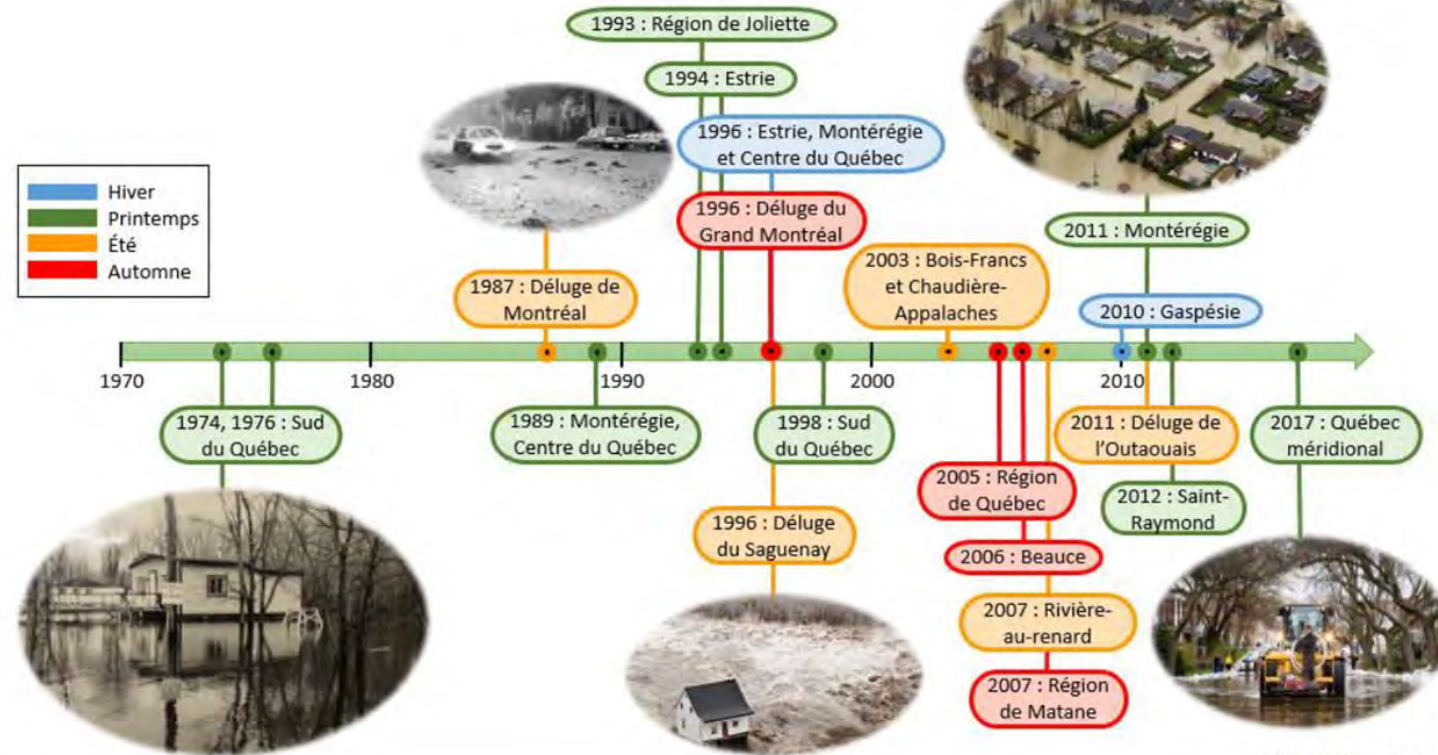 1993 : Région de Joliette
1994 : Estrie
1996 : Estrie, Montérégie
et Centre du Québec
1996 : Déluge du
Grand Montréal
Hiver
Printemps
Été
Automne
1987 : Déluge de
Montréal
2003 : Bois-Francs
et Chaudière-
Appalaches
2011 : Montérégie
2010 : Gaspésie
1970
1980
1990
2000
2010
1974, 1976 : Sud
du Québec
1989 : Montérégie,
Centre du Québec
1998 : Sud
du Québec
1996 : Déluge
du Saguenay
2005 : Région
de Québec
2006 : Beauce
2007 : Rivière-
au-renard
2007 : Région
de Matane
2011 : Déluge de
l'Outaouais
2012 : Saint-
Raymond
2017 : Québec
méridional